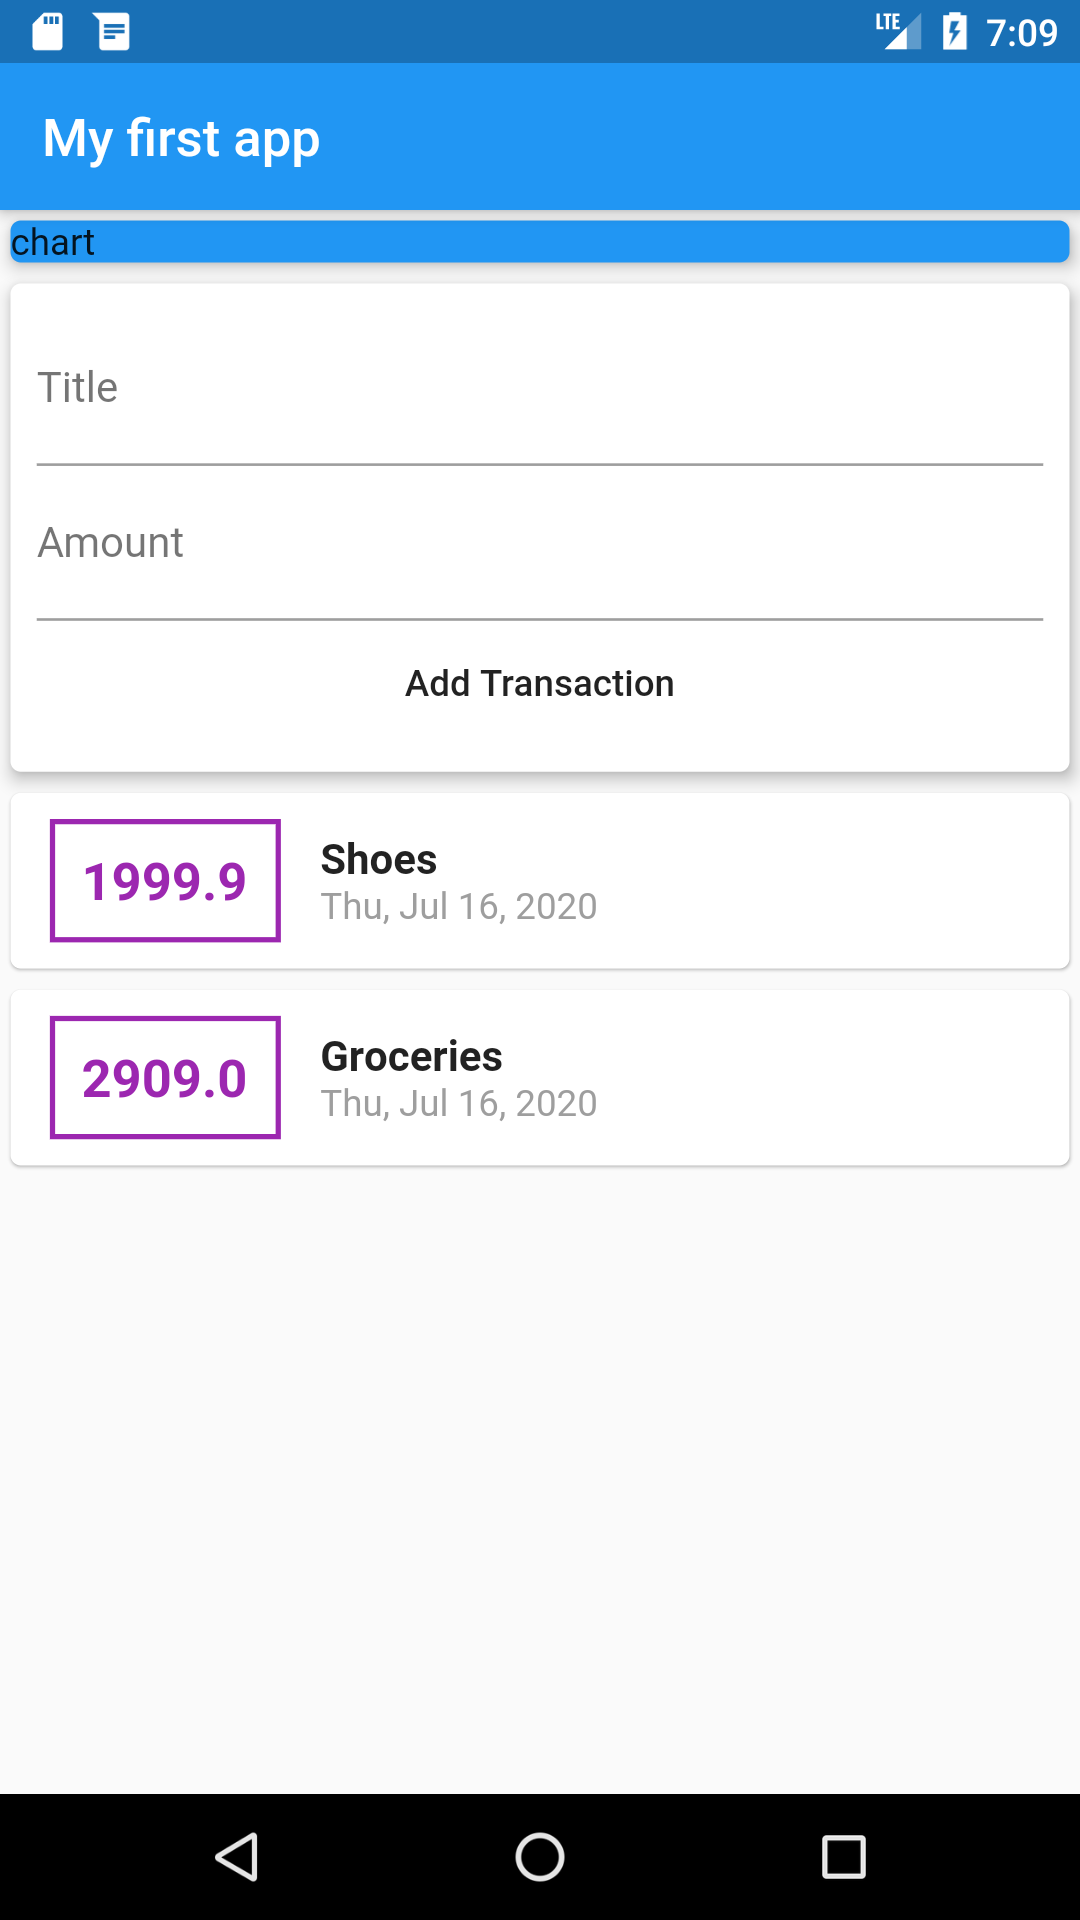 LTE 7:09
My first app
chart
Title
Amount
Add Transaction
1999.9
Shoes
Thu, Jul 16, 2020
2909.0
Groceries
Thu, Jul 16, 2020